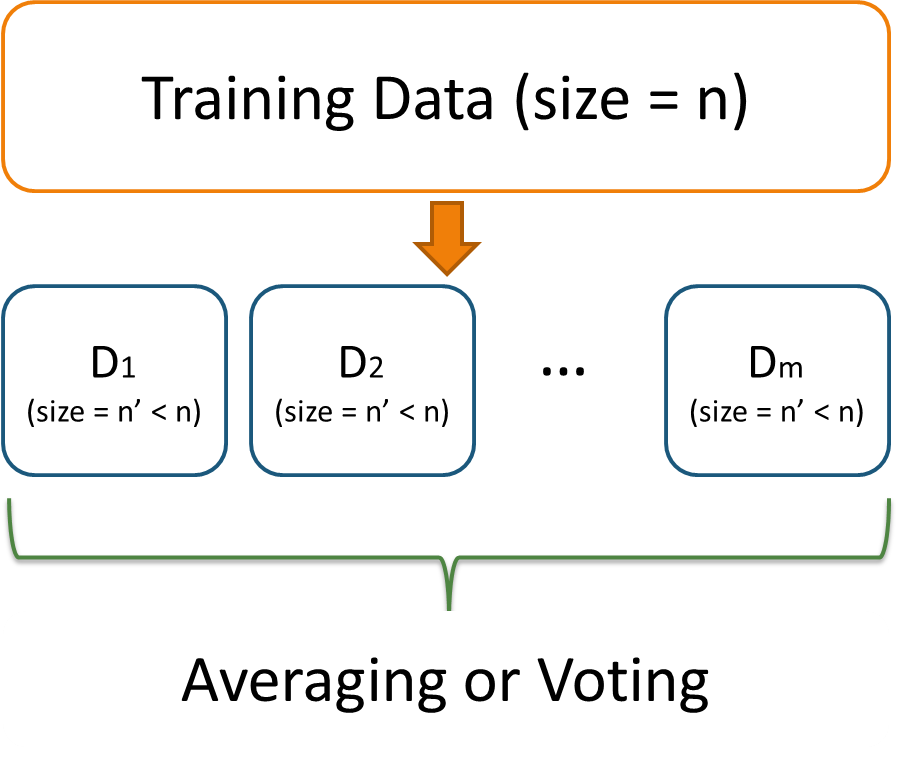 Training Data (size = n)
D1
(size = n’ < n)
D2
(size = n’ < n)
...
Dm
(size = n’ < n)
Averaging or Voting